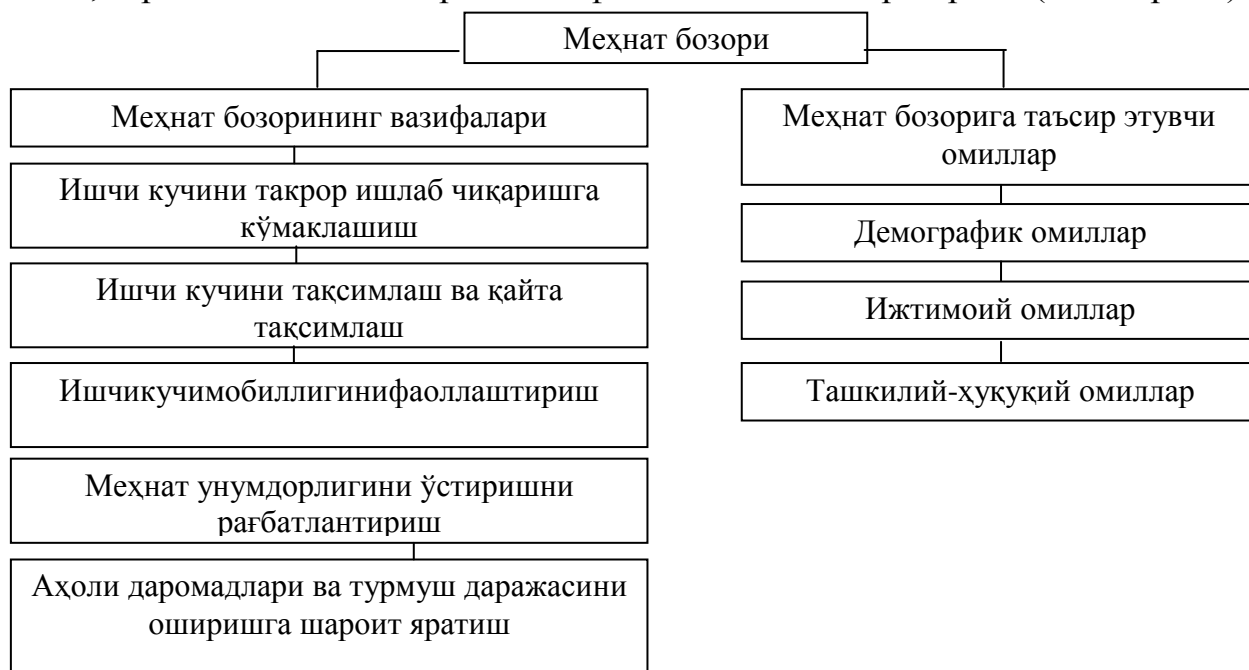 Меҳнат бозори
Меҳнат бозорининг вазифалари
Ишчи кучини такрор ишлаб чиқаришга
кўмаклашиш
Ишчи кучини тақсимлаш ва қайта
тақсимлаш
Ишчикучимобиллигинифаоллаштириш
Меҳнат унумдорлигини ўстиришни
рағбатлантириш
Аҳоли даромадлари ва турмуш даражасини
оширишга шароит яратиш
Меҳнат бозорига таъсир этувчи
омиллар
Демографик омиллар
Ижтимоий омиллар
Ташкилий-ҳуқуқий омиллар